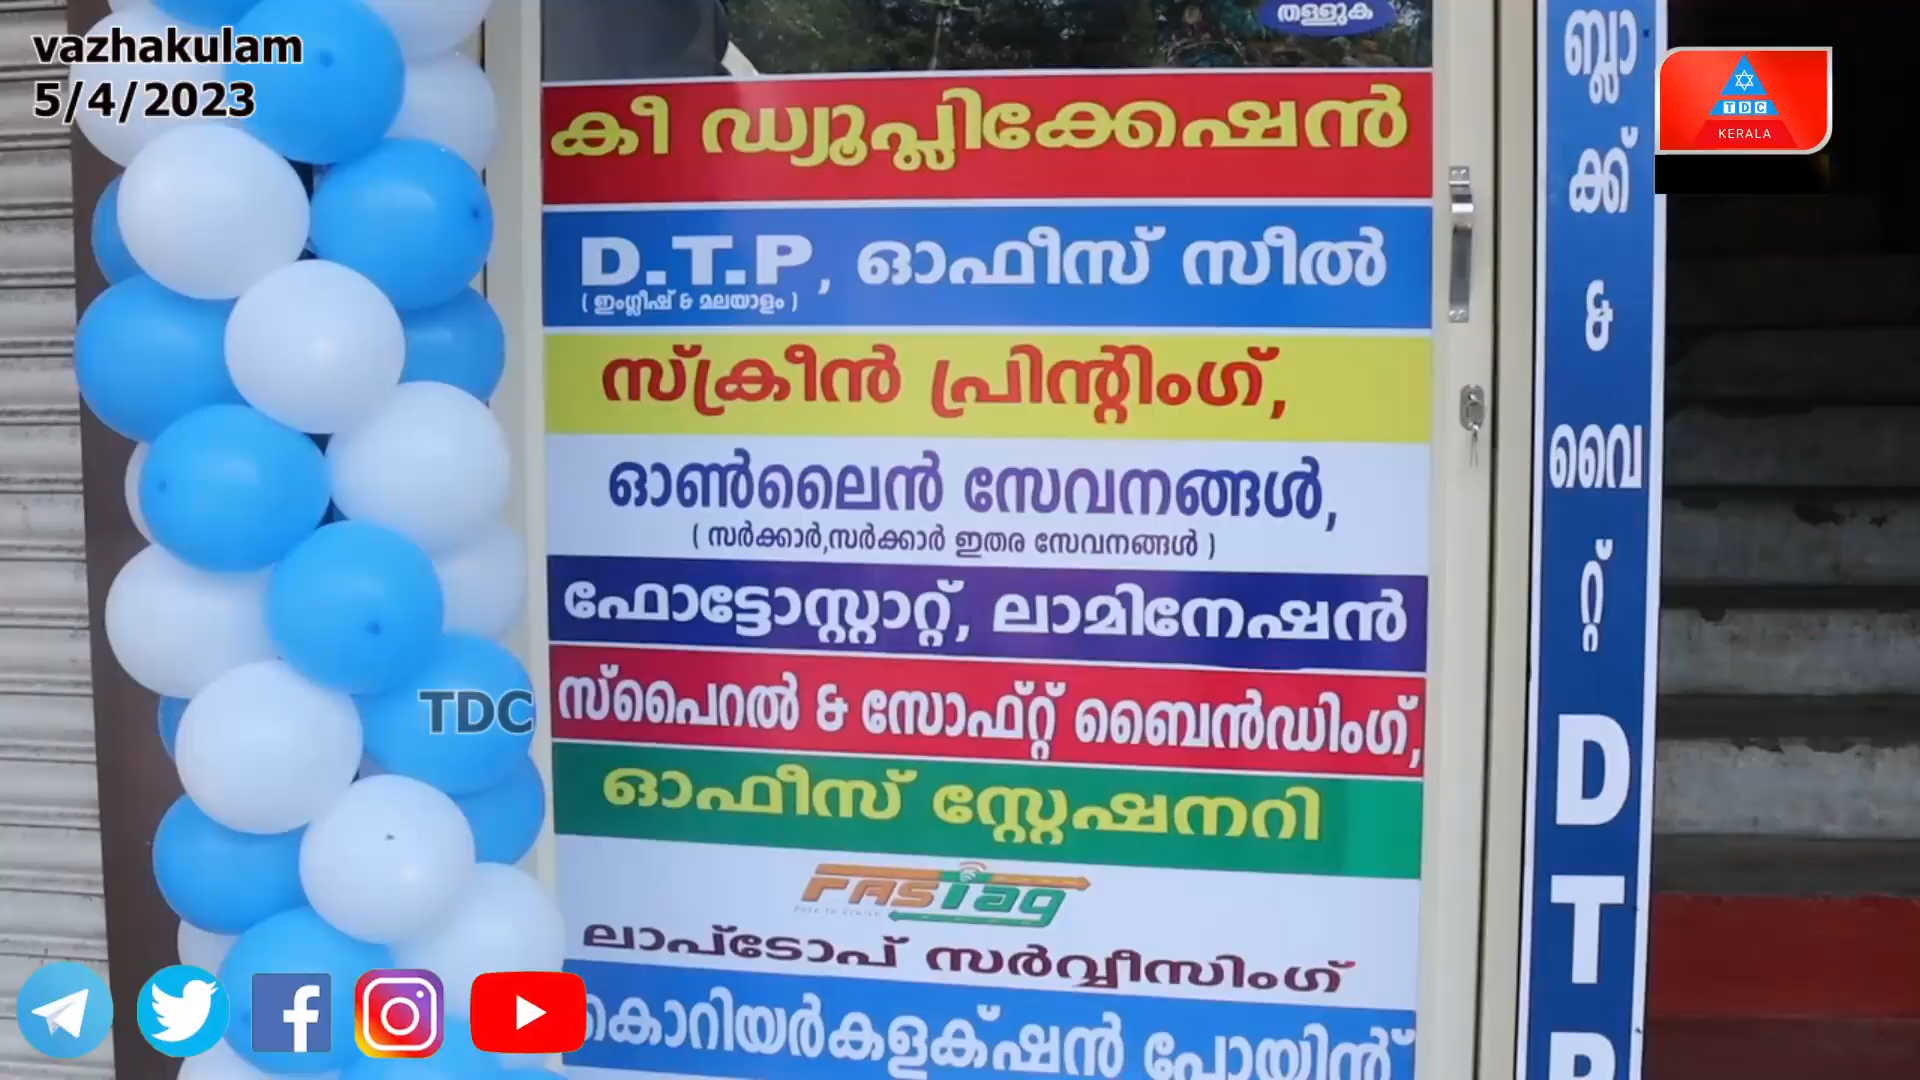 vazhakulam
5/4/2023
തള്ളുക
TDC
KERALA
കീ ഡ്യൂപ്ലിക്കേഷൻ
D.T.P, ഓഫീസ് സീൽ
( ഇംഗ്ലീഷ് & മലയാളം )
സ്ക്രീൻ പ്രിന്റിംഗ്,
ഓൺലൈൻ സേവനങ്ങൾ,
( സർക്കാർ,സർക്കാർ ഇതര സേവനങ്ങൾ )
ഫോട്ടോസ്റ്റാറ്റ്, ലാമിനേഷൻ
TDC
സ്പൈറൽ & സോഫ്റ്റ് ബൈൻഡിംഗ്,
ഓഫീസ് സ്റ്റേഷനറി
FASTag
ലാപ്ടോപ് സർവ്വീസിംഗ്
കൊറിയർകളക്ഷൻ പോയിന്റ്
ബ്ലാ
ക്ക്
&
വൈ
റ്റ്
D
T
P